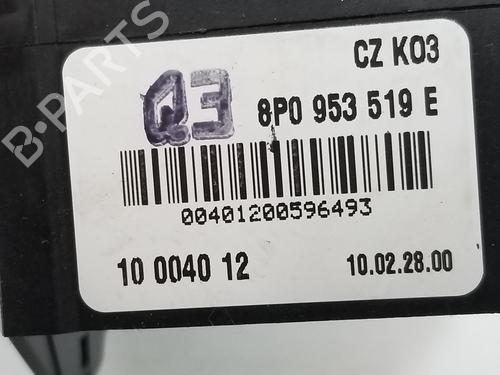 CZ K03
Q3
8P0 953 519 E
00401200596493
10 0040 12
10.02.28.00
B-PARTS